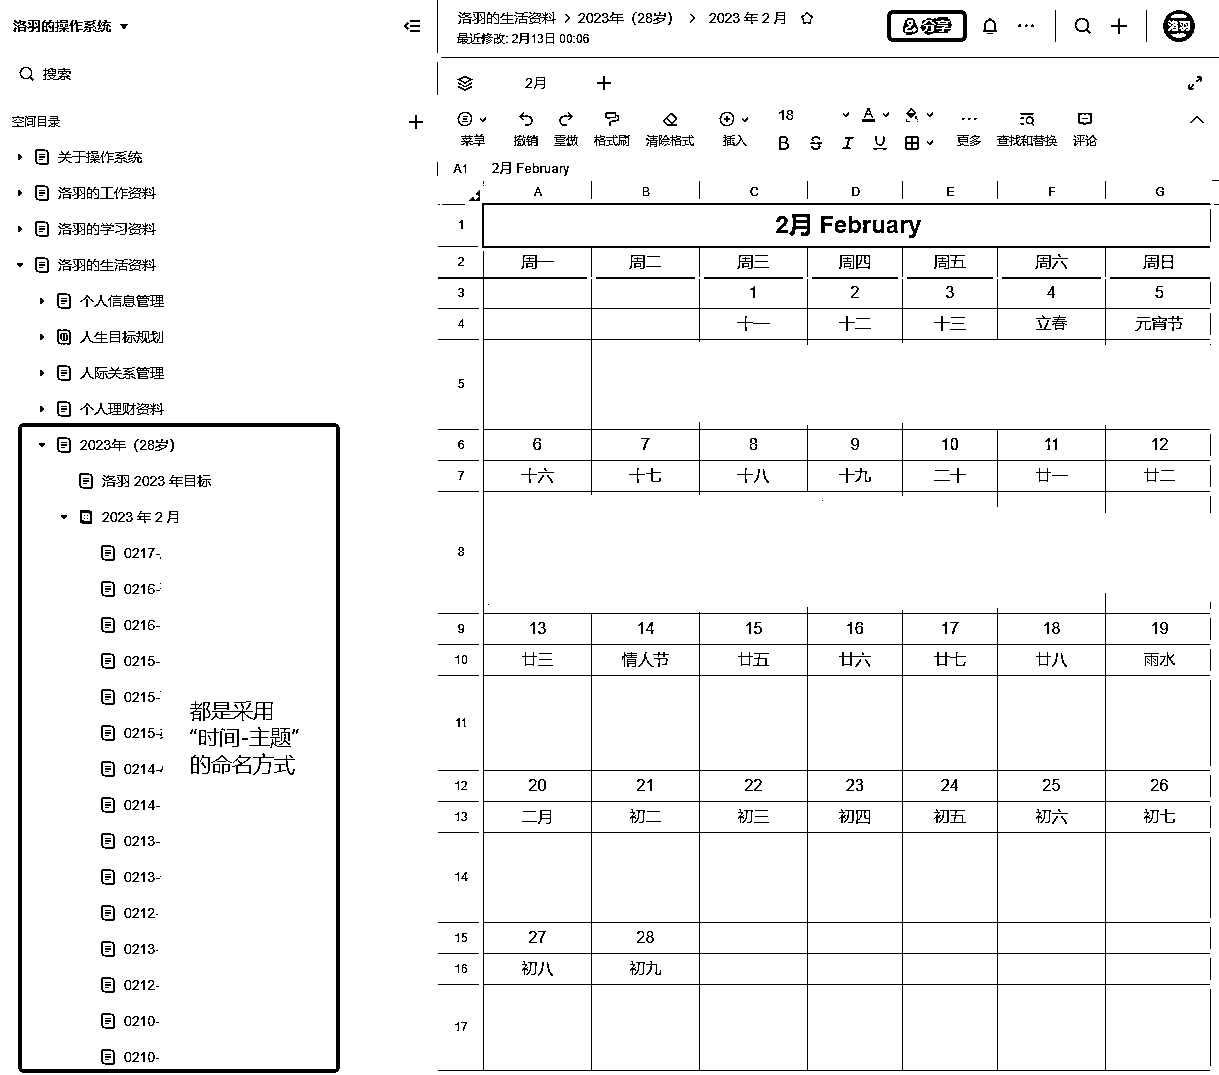 洛羽的操作系统
搜索
空间目录
关于操作系统
洛羽的工作资料
洛羽的学习资料
洛羽的生活资料
个人信息管理
人生目标规划
人际关系管理
个人理财资料
2023年（28岁）
洛羽 2023 年目标
2023 年 2 月
0217-
0216-
0216-
0215-
0215-
0215-
0214-
0214-
0213-
0213-
0212-
0213-
0212-
0210-
0210-
都是采用
“时间-主题”
的命名方式
洛羽的生活资料 > 2023年（28岁） > 2023 年 2 月
最近修改: 2月13日 00:06
分享
洛羽
2月
菜单 撤销 重做 格式刷 清除格式 插入 18 B S I U A 更多 查找和替换 评论
A1 2月 February
A B C D E F G
1 2月 February
2 周一 周二 周三 周四 周五 周六 周日
3 1 2 3 4 5
4 十一 十二 十三 立春 元宵节
5
6 6 7 8 9 10 11 12
7 十六 十七 十八 十九 二十 廿一 廿二
8
9 13 14 15 16 17 18 19
10 廿三 情人节 廿五 廿六 廿七 廿八 雨水
11
12 20 21 22 23 24 25 26
13 二月 初二 初三 初四 初五 初六 初七
14
15 27 28
16 初八 初九
17